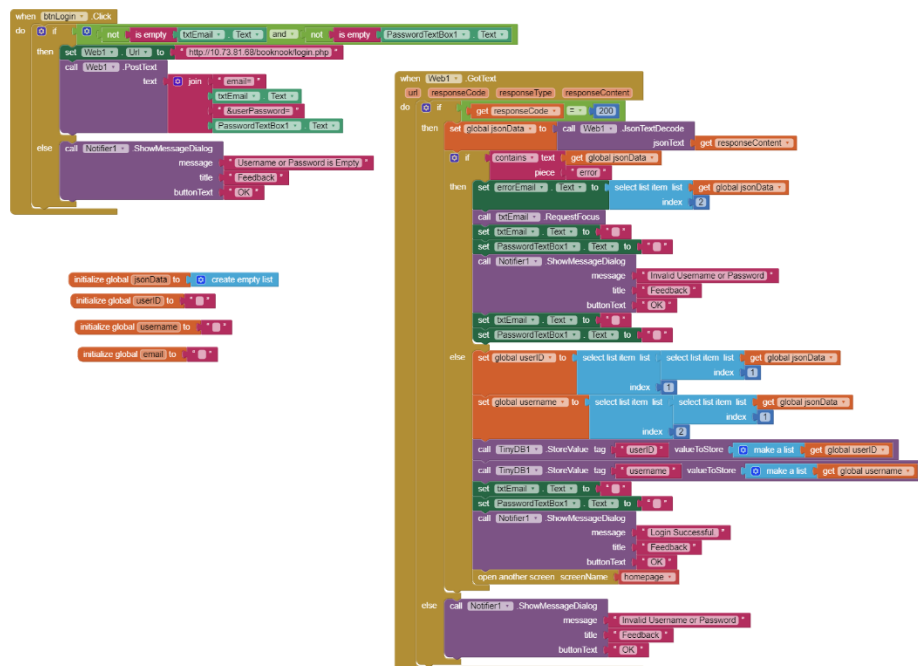 when btnLogin .Click
do if not is empty txtEmail . Text and not is empty PasswordTextBox1 . Text
then set Web1 . Url to " http://10.73.81.68/booknook/login.php "
call Web1 .PostText
text join " email= "
txtEmail . Text
" &userPassword= "
PasswordTextBox1 . Text
else call Notifier1 .ShowMessageDialog
message " Username or Password is Empty "
title " Feedback "
buttonText " OK "
initialize global jsonData to create empty list
initialize global userID to " "
initialize global username to " "
initialize global email to " "
when Web1 .GotText
url responseCode responseType responseContent
do if get responseCode = 200
then set global jsonData to call Web1 .JsonTextDecode
jsonText get responseContent
if contains text get global jsonData
piece " error "
then set errorEmail . Text to select list item list get global jsonData
index 2
call txtEmail .RequestFocus
set txtEmail . Text to " "
set PasswordTextBox1 . Text to " "
call Notifier1 .ShowMessageDialog
message " Invalid Username or Password "
title " Feedback "
buttonText " OK "
set txtEmail . Text to " "
set PasswordTextBox1 . Text to " "
else set global userID to select list item list select list item list get global jsonData
index 1
index 1
set global username to select list item list select list item list get global jsonData
index 1
index 2
call TinyDB1 .StoreValue tag " userID " valueToStore make a list get global userID
call TinyDB1 .StoreValue tag " username " valueToStore make a list get global username
set txtEmail . Text to " "
set PasswordTextBox1 . Text to " "
call Notifier1 .ShowMessageDialog
message " Login Successful. "
title " Feedback "
buttonText " OK "
open another screen screenName homepage
else call Notifier1 .ShowMessageDialog
message " Invalid Username or Password "
title " Feedback "
buttonText " OK "